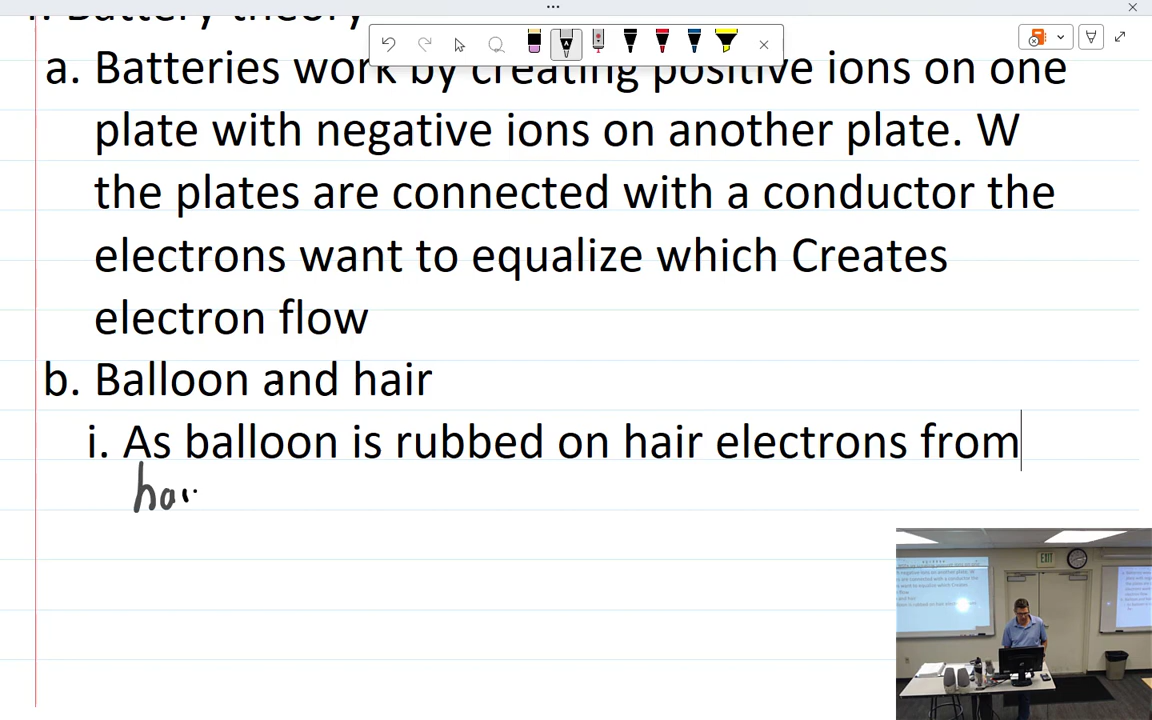 a. Batteries work by creating positive ions on one
plate with negative ions on another plate. W
the plates are connected with a conductor the
electrons want to equalize which Creates
electron flow
b. Balloon and hair
i. As balloon is rubbed on hair electrons from
EXIT